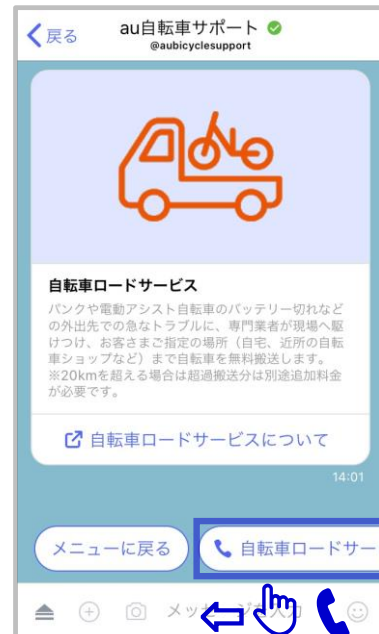 戻る
au自転車サポート
@aubicyclesupport
自転車ロードサービス
パンクや電動アシスト自転車のバッテリー切れなど
の外出先での急なトラブルに、専門業者が現場へ駆
けつけ、お客さまご指定の場所（自宅、近所の自転
車ショップなど）まで自転車を無料搬送します。
※20kmを超える場合は超過搬送分は別途追加料金
が必要です。
自転車ロードサービスについて
14:01
メニューに戻る
自転車ロードサー
メッ
入力